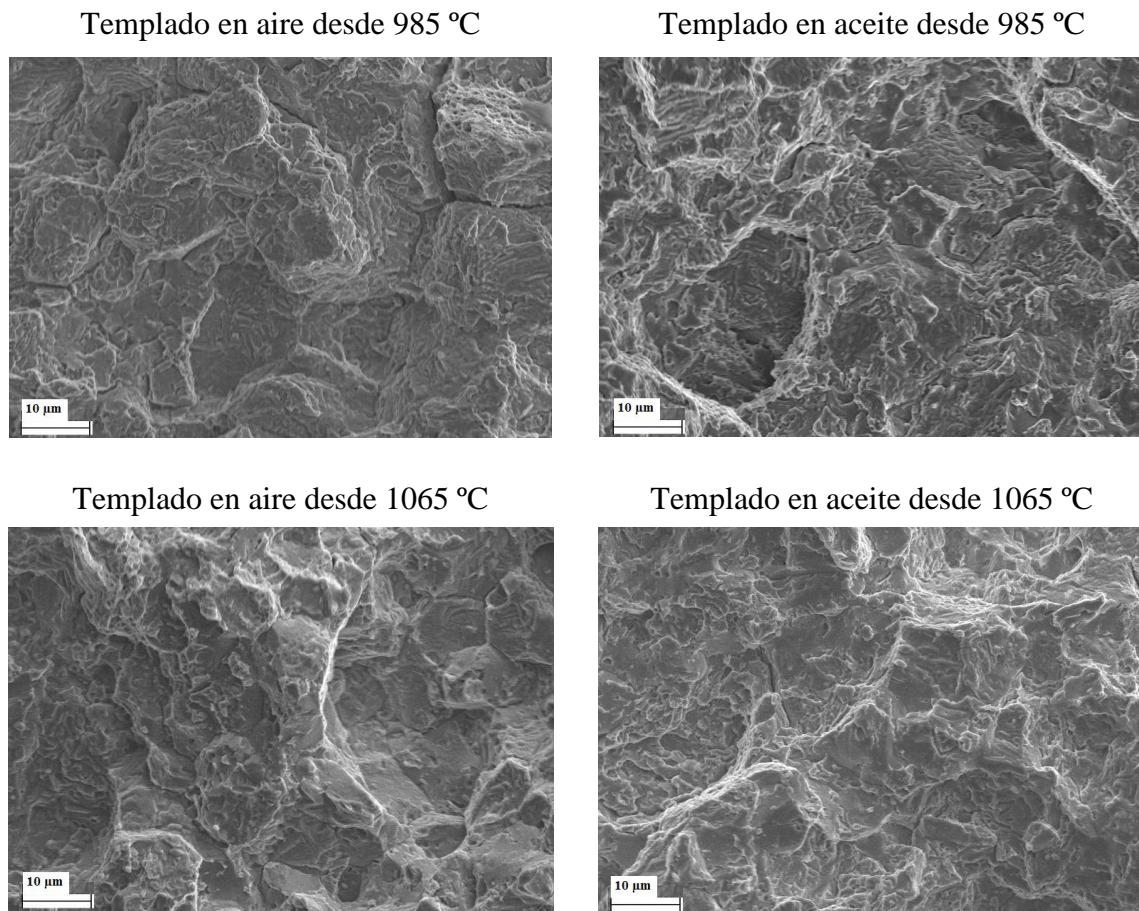 Templado en aire desde 985 ºC
Templado en aceite desde 985 ºC
10 µm
10 µm
Templado en aire desde 1065 ºC
Templado en aceite desde 1065 ºC
10 µm
10 µm